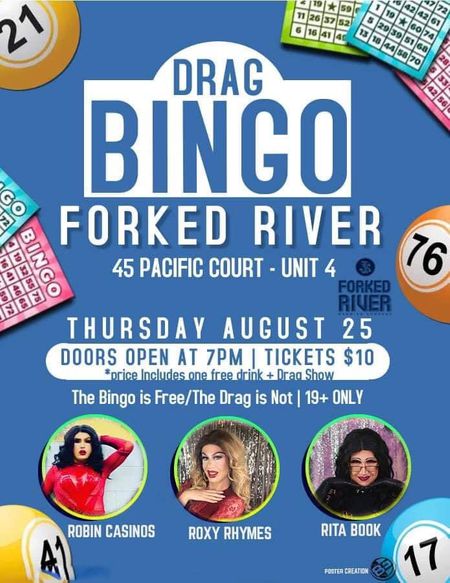 21
DRAG
BINGO
FORKED RIVER
45 PACIFIC COURT - UNIT 4
FORKED
RIVER
76
BINGO
THURSDAY AUGUST 25
DOORS OPEN AT 7PM | TICKETS $10
*price Includes one free drink + Drag Show
The Bingo is Free/The Drag is Not | 19+ ONLY
ROBIN CASINOS
ROXY RHYMES
RITA BOOK
41
POSTER CREATION
17